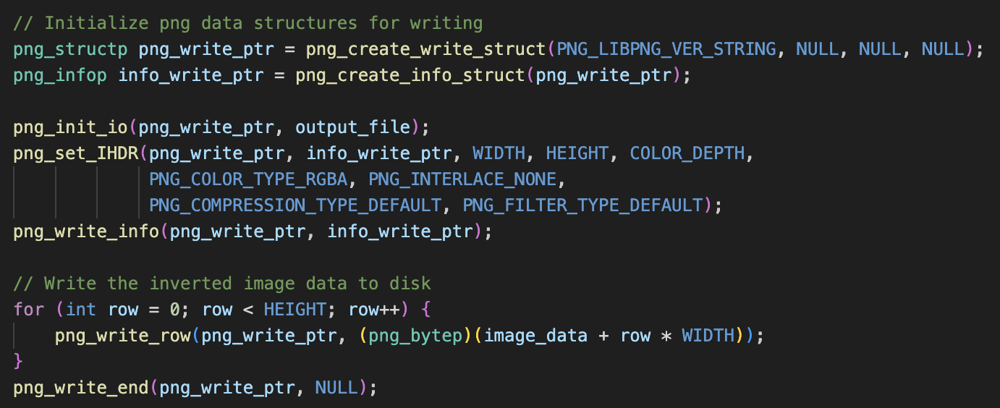 // Initialize png data structures for writing
png_structp png_write_ptr = png_create_write_struct(PNG_LIBPNG_VER_STRING, NULL, NULL, NULL);
png_infop info_write_ptr = png_create_info_struct(png_write_ptr);

png_init_io(png_write_ptr, output_file);
png_set_IHDR(png_write_ptr, info_write_ptr, WIDTH, HEIGHT, COLOR_DEPTH,
             PNG_COLOR_TYPE_RGBA, PNG_INTERLACE_NONE,
             PNG_COMPRESSION_TYPE_DEFAULT, PNG_FILTER_TYPE_DEFAULT);
png_write_info(png_write_ptr, info_write_ptr);

// Write the inverted image data to disk
for (int row = 0; row < HEIGHT; row++) {
    png_write_row(png_write_ptr, (png_bytep)(image_data + row * WIDTH));
}
png_write_end(png_write_ptr, NULL);